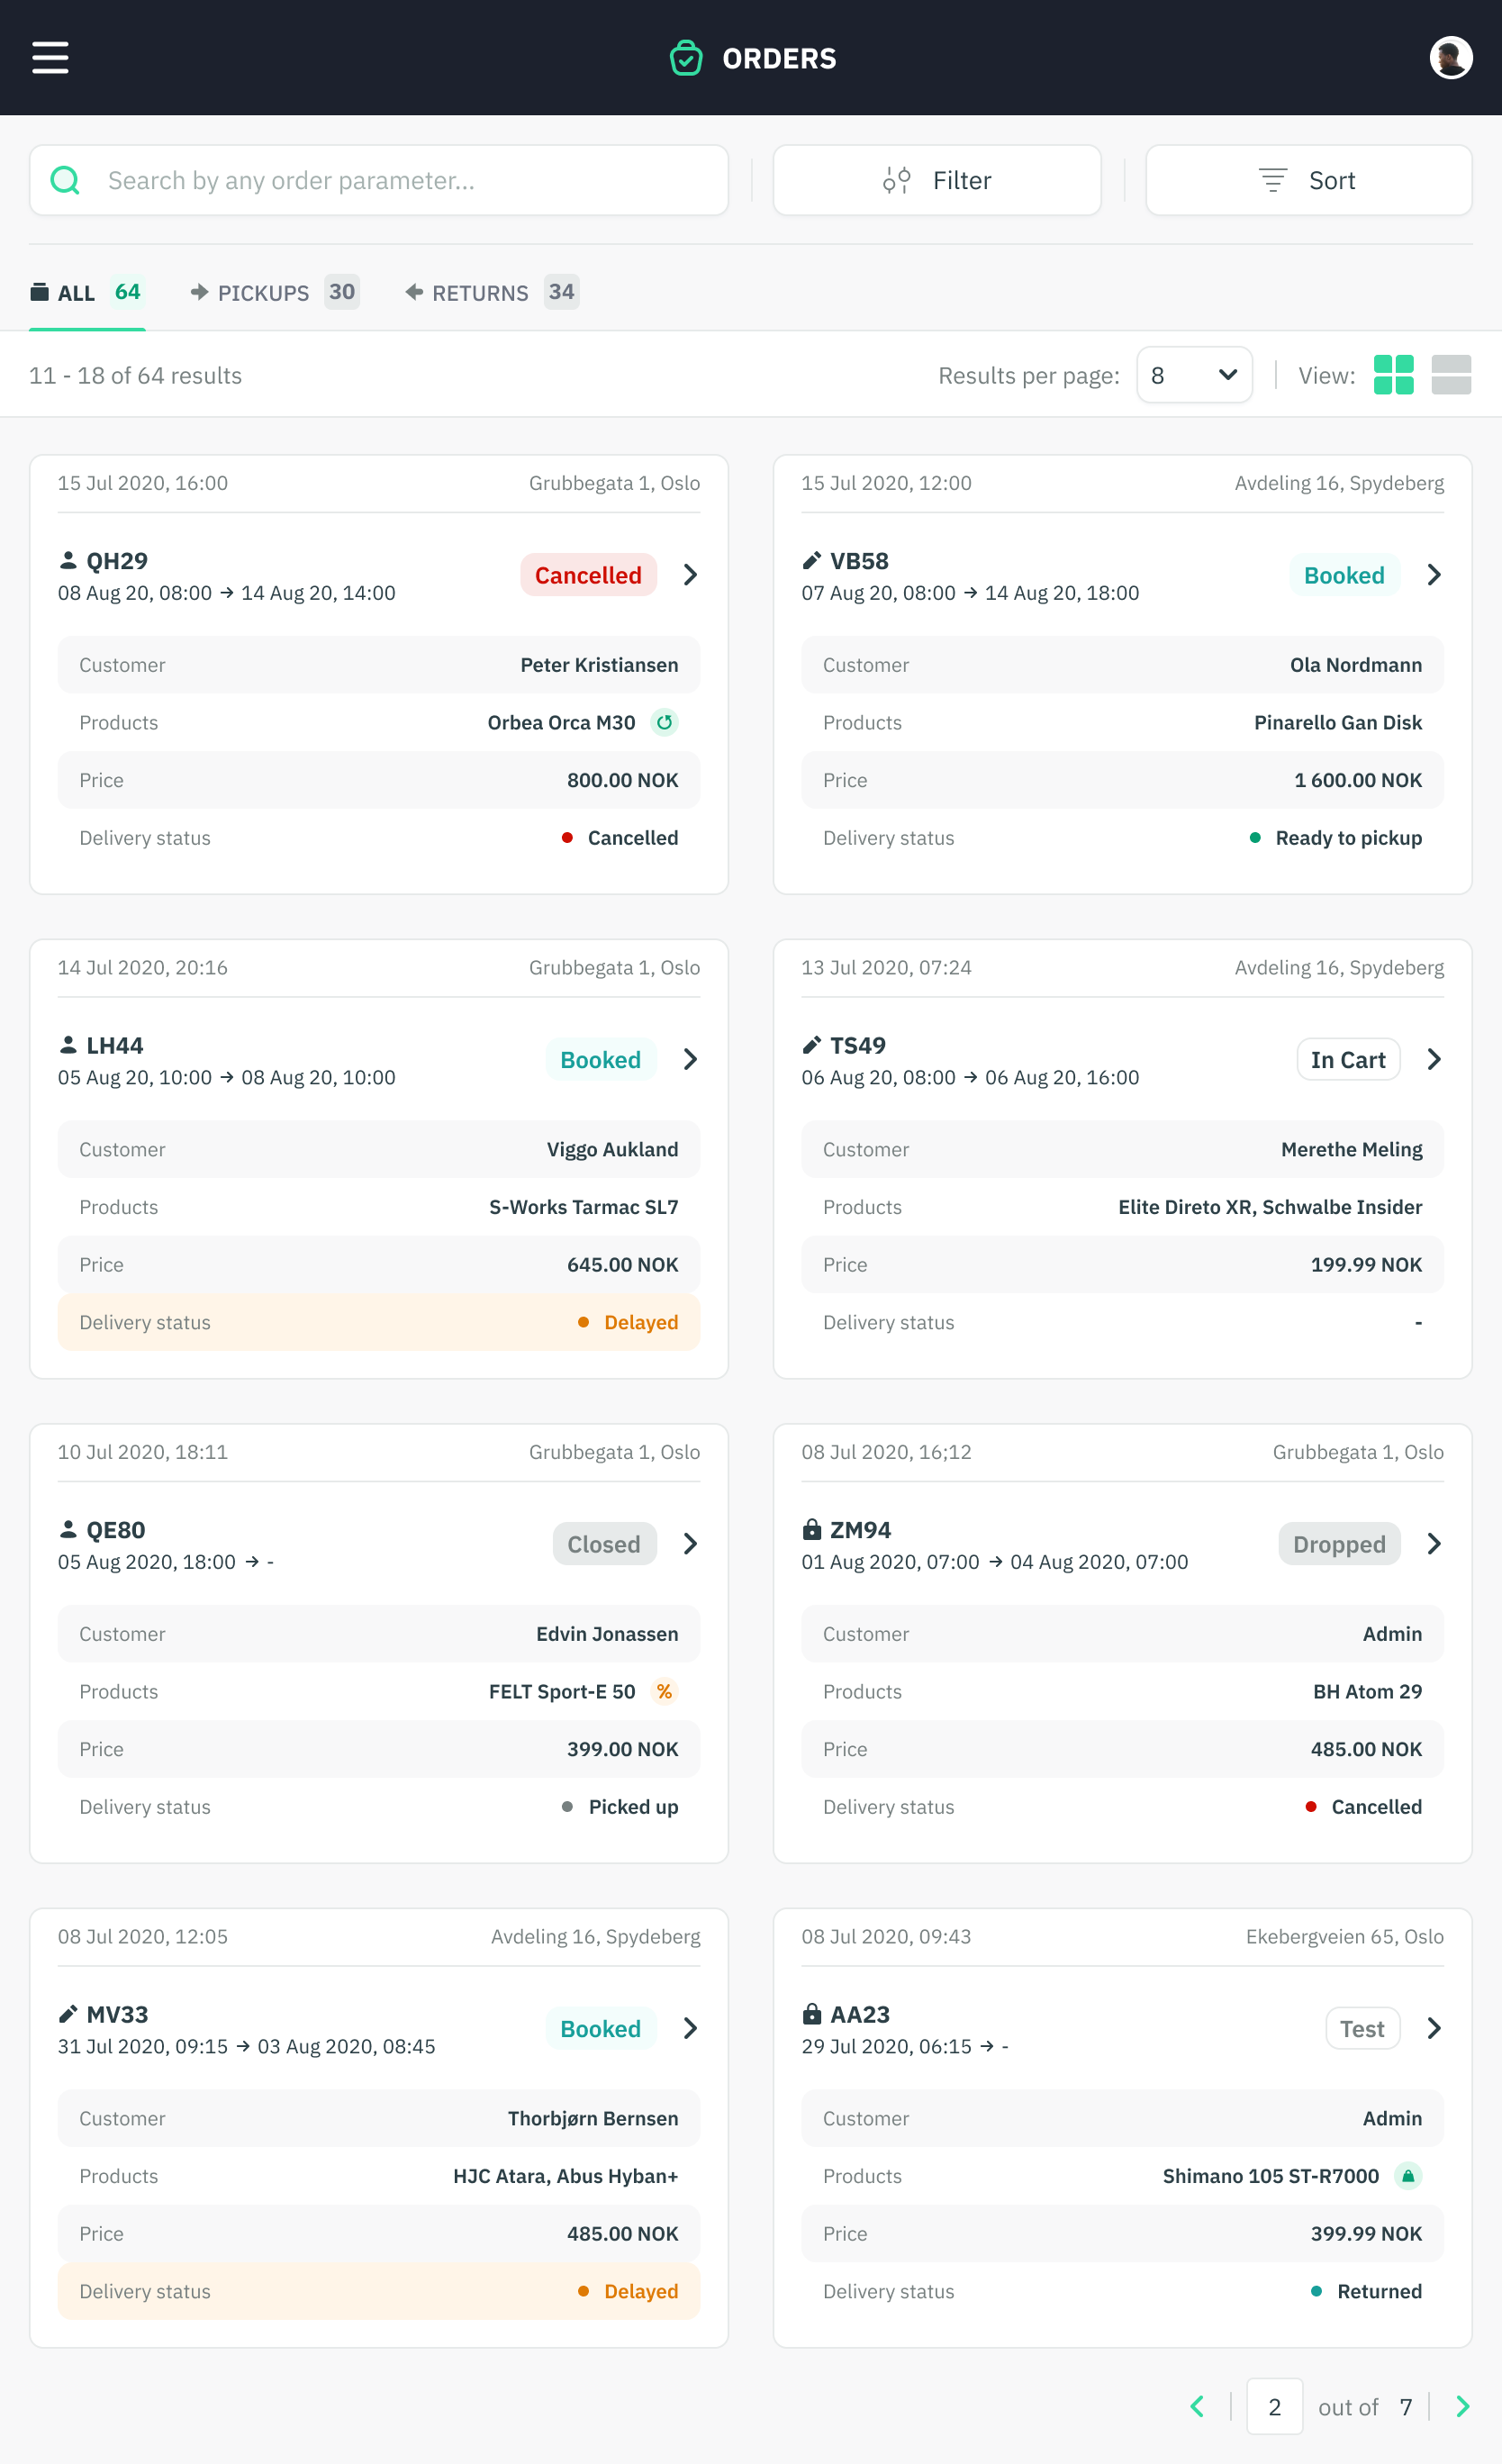 ORDERS
Search by any order parameter...
Filter
Sort
ALL 64
PICKUPS 30
RETURNS 34
11 - 18 of 64 results
Results per page: 8
View:
15 Jul 2020, 16:00 Grubbegata 1, Oslo
QH29
Cancelled
08 Aug 20, 08:00 → 14 Aug 20, 14:00
Customer Peter Kristiansen
Products Orbea Orca M30
Price 800.00 NOK
Delivery status Cancelled
15 Jul 2020, 12:00 Avdeling 16, Spydeberg
VB58
Booked
07 Aug 20, 08:00 → 14 Aug 20, 18:00
Customer Ola Nordmann
Products Pinarello Gan Disk
Price 1 600.00 NOK
Delivery status Ready to pickup
14 Jul 2020, 20:16 Grubbegata 1, Oslo
LH44
Booked
05 Aug 20, 10:00 → 08 Aug 20, 10:00
Customer Viggo Aukland
Products S-Works Tarmac SL7
Price 645.00 NOK
Delivery status Delayed
13 Jul 2020, 07:24 Avdeling 16, Spydeberg
TS49
In Cart
06 Aug 20, 08:00 → 06 Aug 20, 16:00
Customer Merethe Meling
Products Elite Direto XR, Schwalbe Insider
Price 199.99 NOK
Delivery status -
10 Jul 2020, 18:11 Grubbegata 1, Oslo
QE80
Closed
05 Aug 2020, 18:00 → -
Customer Edvin Jonassen
Products FELT Sport-E 50 %
Price 399.00 NOK
Delivery status Picked up
08 Jul 2020, 16;12 Grubbegata 1, Oslo
ZM94
Dropped
01 Aug 2020, 07:00 → 04 Aug 2020, 07:00
Customer Admin
Products BH Atom 29
Price 485.00 NOK
Delivery status Cancelled
08 Jul 2020, 12:05 Avdeling 16, Spydeberg
MV33
Booked
31 Jul 2020, 09:15 → 03 Aug 2020, 08:45
Customer Thorbjørn Bernsen
Products HJC Atara, Abus Hyban+
Price 485.00 NOK
Delivery status Delayed
08 Jul 2020, 09:43 Ekebergveien 65, Oslo
AA23
Test
29 Jul 2020, 06:15 → -
Customer Admin
Products Shimano 105 ST-R7000
Price 399.99 NOK
Delivery status Returned
2 out of 7